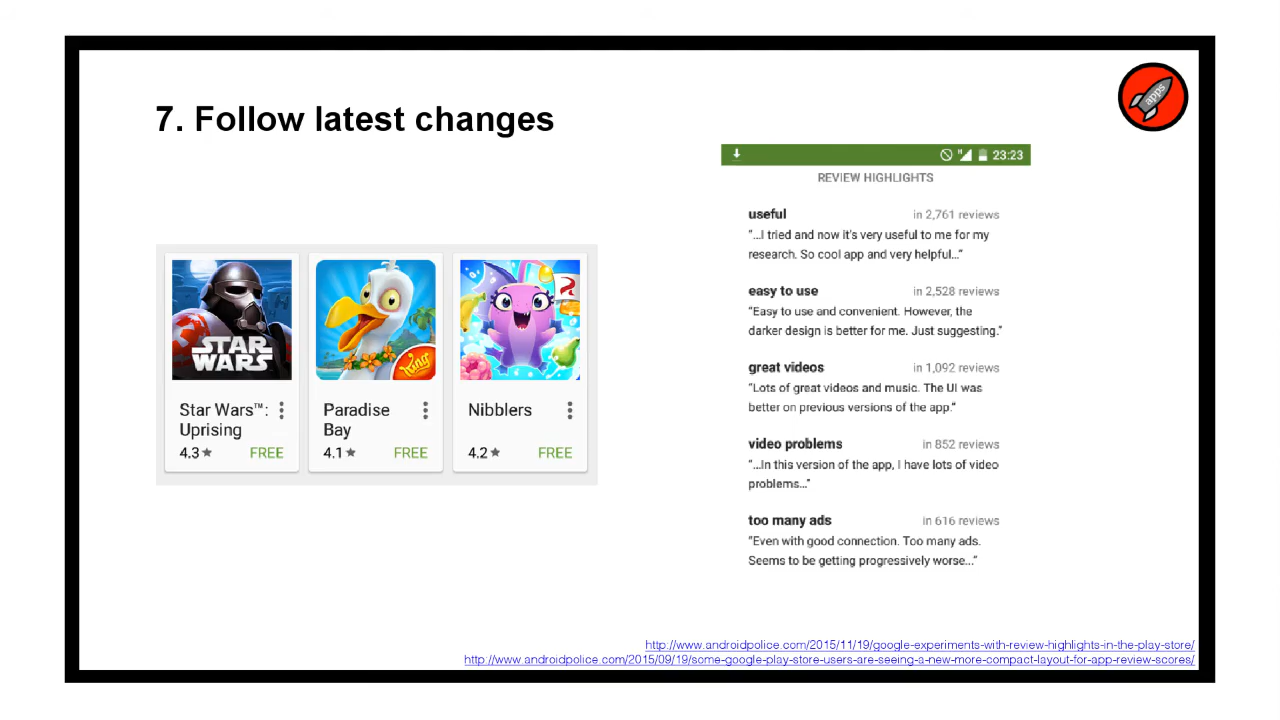 7. Follow latest changes
apps
STAR
WARS
Star Wars™:
Uprising
4.3★ FREE
King
Paradise
Bay
4.1★ FREE
Nibblers
4.2★ FREE
23:23
REVIEW HIGHLIGHTS
useful in 2,761 reviews
“...I tried and now it's very useful to me for my
research. So cool app and very helpful...”
easy to use in 2,528 reviews
“Easy to use and convenient. However, the
darker design is better for me. Just suggesting.”
great videos in 1,092 reviews
“Lots of great videos and music. The UI was
better on previous versions of the app.”
video problems in 852 reviews
“...In this version of the app, I have lots of video
problems...”
too many ads in 616 reviews
“Even with good connection. Too many ads.
Seems to be getting progressively worse...”
http://www.androidpolice.com/2015/11/19/google-experiments-with-review-highlights-in-the-play-store/
http://www.androidpolice.com/2015/09/19/some-google-play-store-users-are-seeing-a-new-more-compact-layout-for-app-review-scores/